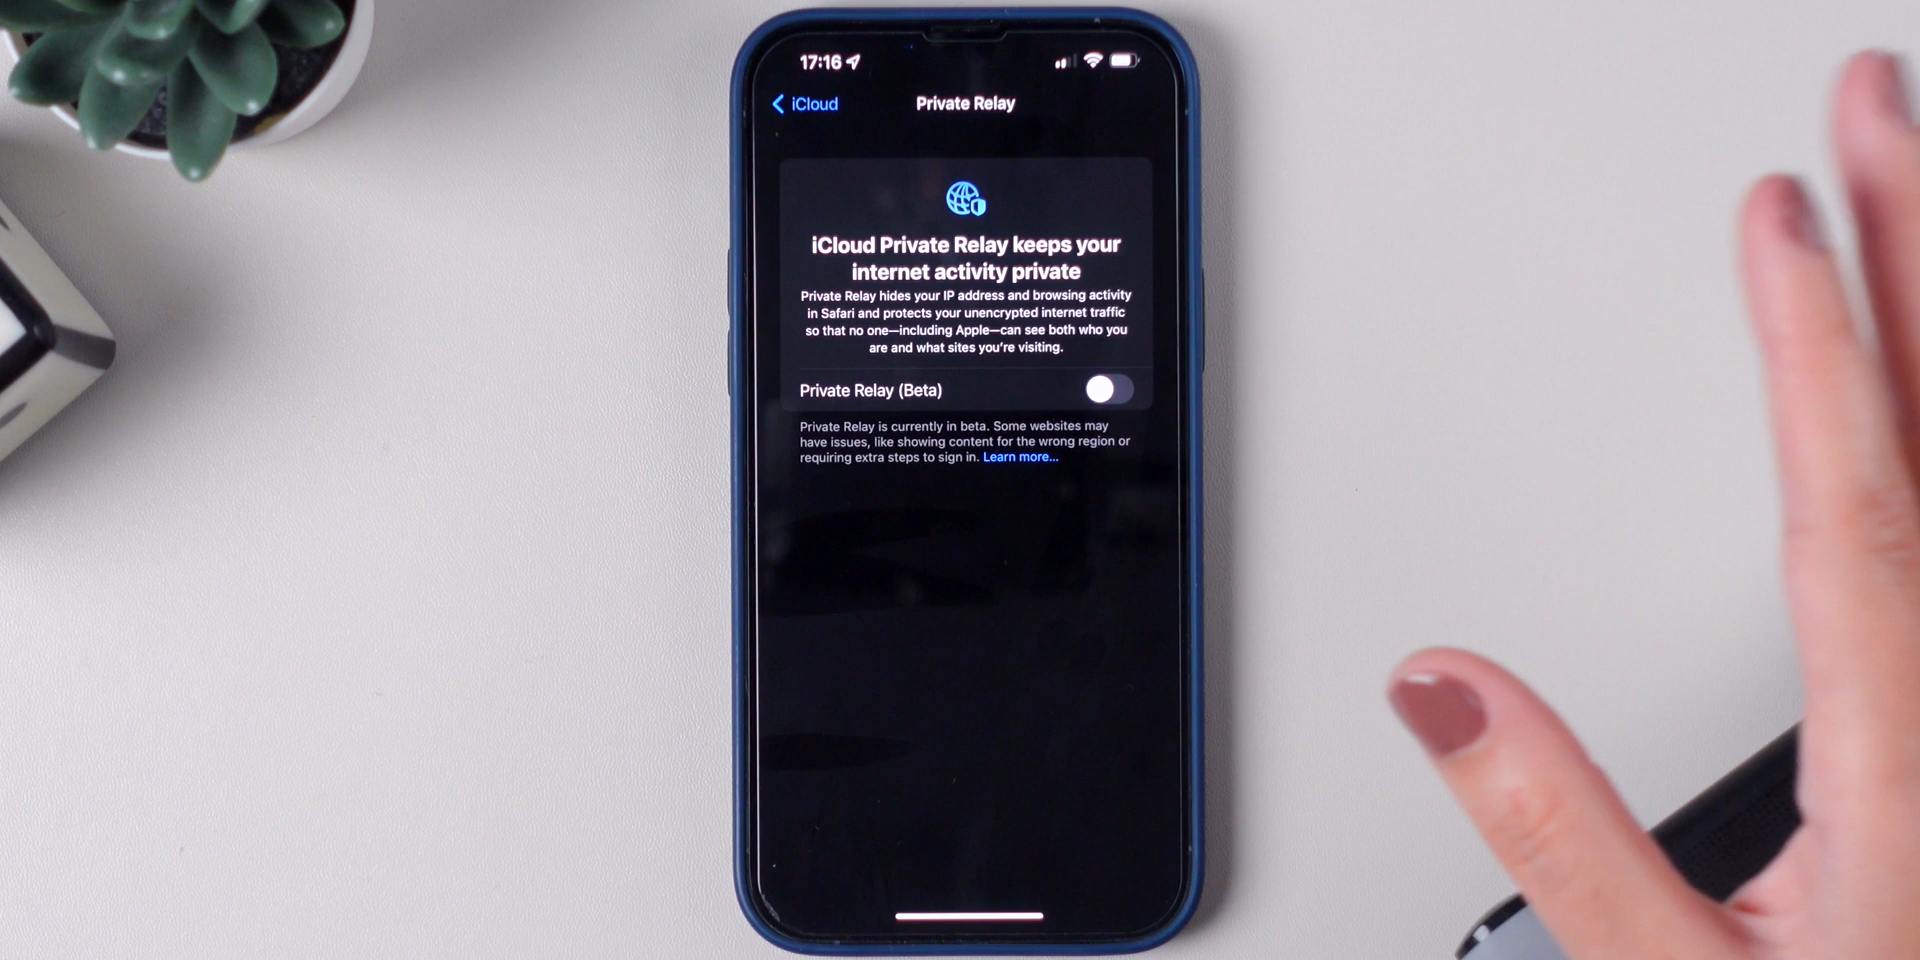 17:16
iCloud
Private Relay
iCloud Private Relay keeps your
internet activity private
Private Relay hides your IP address and browsing activity
in Safari and protects your unencrypted internet traffic
so that no one—including Apple—can see both who you
are and what sites you're visiting.
Private Relay (Beta)
Private Relay is currently in beta. Some websites may
have issues, like showing content for the wrong region or
requiring extra steps to sign in. Learn more...